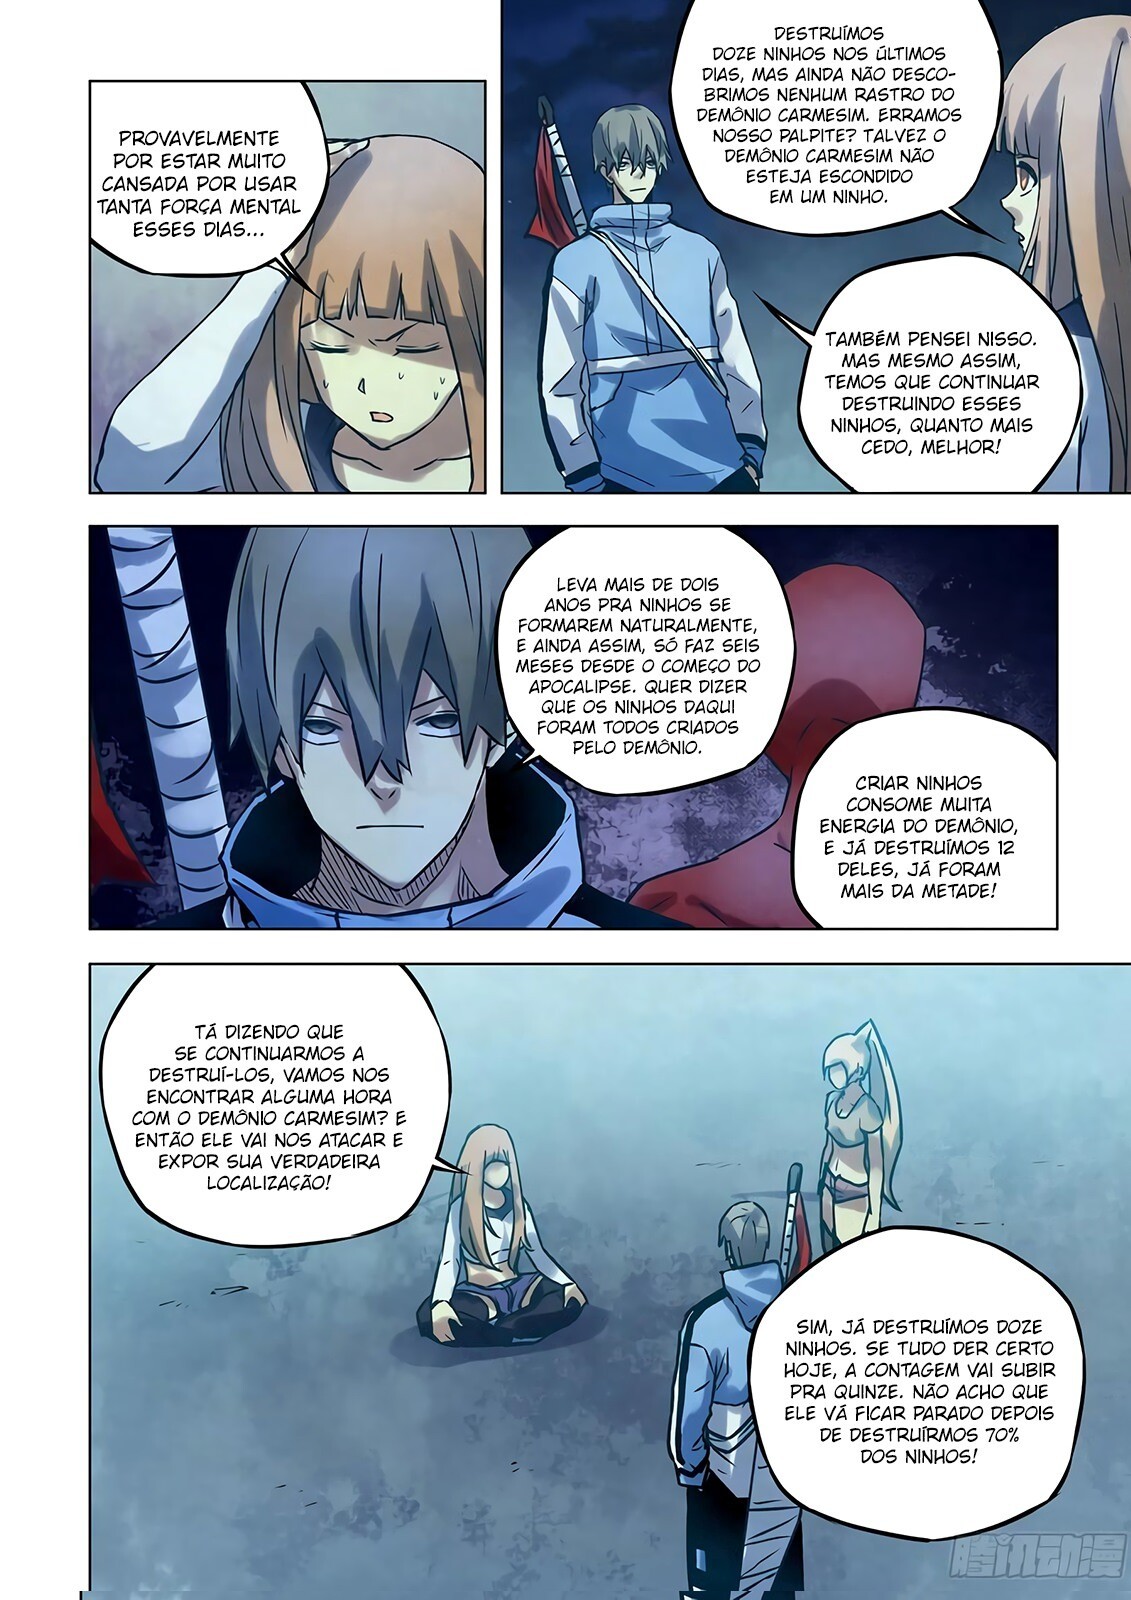 PROVAVELMENTE
POR ESTAR MUITO
CANSADA POR USAR
TANTA FORÇA MENTAL
ESSES DIAS...
DESTRUÍMOS
DOZE NINHOS NOS ÚLTIMOS
DIAS, MAS AINDA NÃO DESCO-
BRIMOS NENHUM RASTRO DO
DEMÔNIO CARMESIM. ERRAMOS
NOSSO PALPITE? TALVEZ O
DEMÔNIO CARMESIM NÃO
ESTEJA ESCONDIDO
EM UM NINHO.
TAMBÉM PENSEI NISSO.
MAS MESMO ASSIM,
TEMOS QUE CONTINUAR
DESTRUINDO ESSES
NINHOS, QUANTO MAIS
CEDO, MELHOR!
LEVA MAIS DE DOIS
ANOS PRA NINHOS SE
FORMAREM NATURALMENTE,
E AINDA ASSIM, SÓ FAZ SEIS
MESES DESDE O COMEÇO DO
APOCALIPSE. QUER DIZER
QUE OS NINHOS DAQUI
FORAM TODOS CRIADOS
PELO DEMÔNIO.
CRIAR NINHOS
CONSOME MUITA
ENERGIA DO DEMÔNIO,
E JÁ DESTRUÍMOS 12
DELES, JÁ FORAM
MAIS DA METADE!
TÁ DIZENDO QUE
SE CONTINUARMOS A
DESTRUÍ-LOS, VAMOS NOS
ENCONTRAR ALGUMA HORA
COM O DEMÔNIO CARMESIM? E
ENTÃO ELE VAI NOS ATACAR E
EXPOR SUA VERDADEIRA
LOCALIZAÇÃO!
SIM, JÁ DESTRUÍMOS DOZE
NINHOS. SE TUDO DER CERTO
HOJE, A CONTAGEM VAI SUBIR
PRA QUINZE. NÃO ACHO QUE
ELE VÁ FICAR PARADO DEPOIS
DE DESTRUÍRMOS 70%
DOS NINHOS!
腾讯动漫